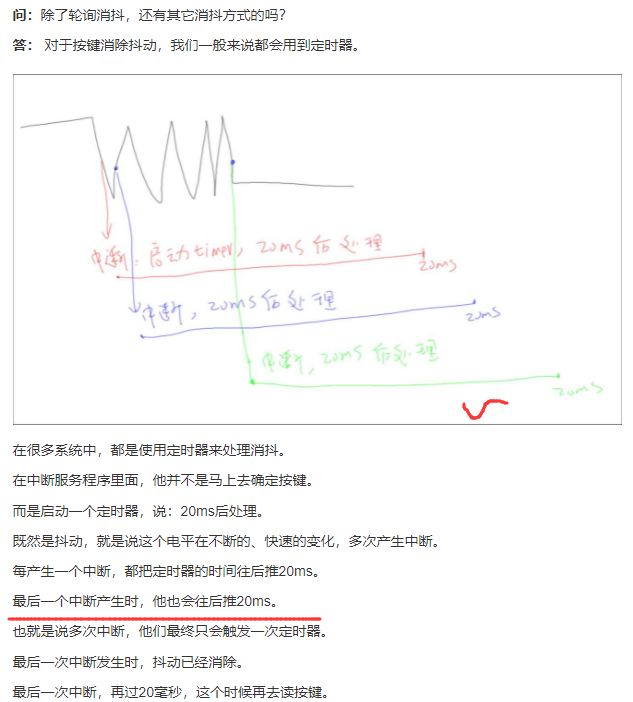 问：除了轮询消抖，还有其它消抖方式的吗？
答： 对于按键消除抖动，我们一般来说都会用到定时器。
中断：启动timer，20ms后处理
20ms
中断，20ms后处理
20ms
中断，20ms后处理
20ms
在很多系统中，都是使用定时器来处理消抖。
在中断服务程序里面，他并不是马上去确定按键。
而是启动一个定时器，说：20ms后处理。
既然是抖动，就是说这个电平在不断的、快速的变化，多次产生中断。
每产生一个中断，都把定时器的时间往后推20ms。
最后一个中断产生时，他也会往后推20ms。
也就是说多次中断，他们最终只会触发一次定时器。
最后一次中断发生时，抖动已经消除。
最后一次中断，再过20毫秒，这个时候再去读按键。